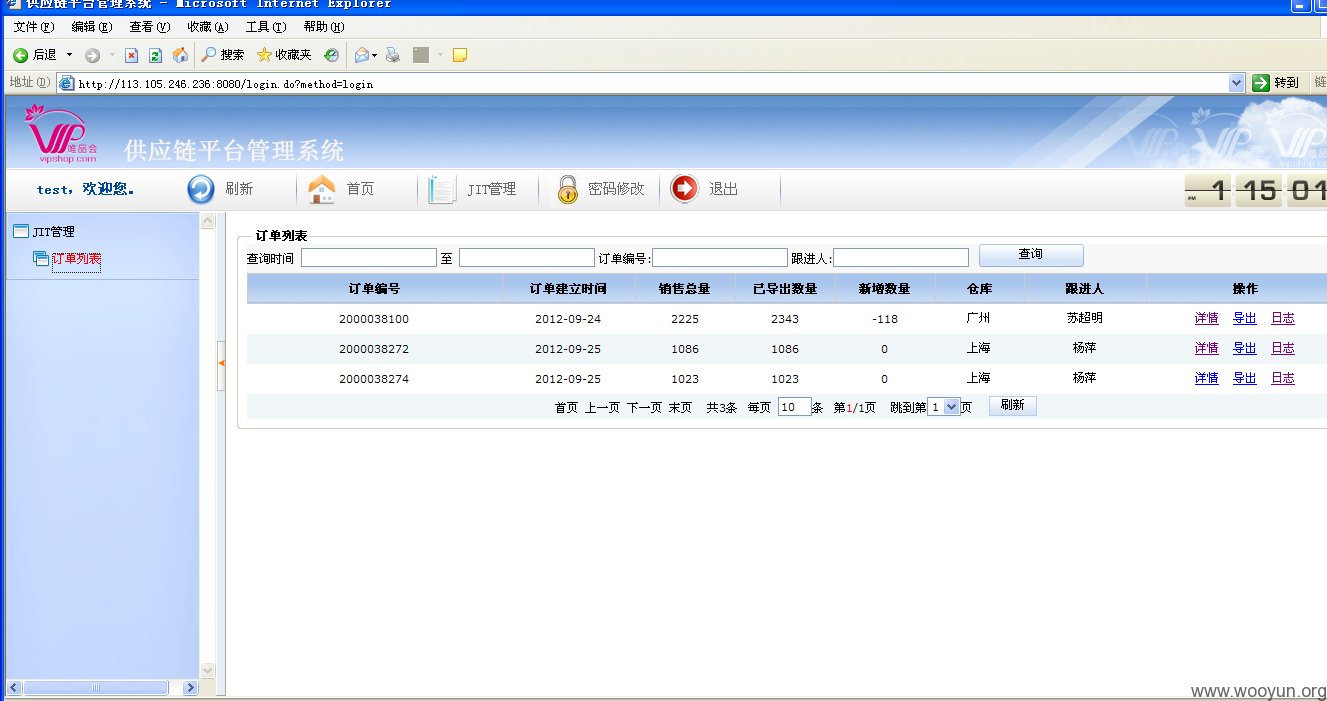 供应链平台管理系统 - Microsoft Internet Explorer
文件(F) 编辑(E) 查看(V) 收藏(A) 工具(T) 帮助(H)
后退 搜索 收藏夹
地址(D) http://113.105.246.236:8080/login.do?method=login 转到 链
VIP 唯品会 vipshop.com 供应链平台管理系统
test, 欢迎您。 刷新 首页 JIT管理 密码修改 退出 PM 1 15 01
JIT管理
订单列表
订单列表
查询时间 至 订单编号: 跟进人: 查询
订单编号 订单建立时间 销售总量 已导出数量 新增数量 仓库 跟进人 操作
2000038100 2012-09-24 2225 2343 -118 广州 苏超明 详情 导出 日志
2000038272 2012-09-25 1086 1086 0 上海 杨萍 详情 导出 日志
2000038274 2012-09-25 1023 1023 0 上海 杨萍 详情 导出 日志
首页 上一页 下一页 末页 共3条 每页 10 条 第1/1页 跳到第 1 页 刷新
www.wooyun.org